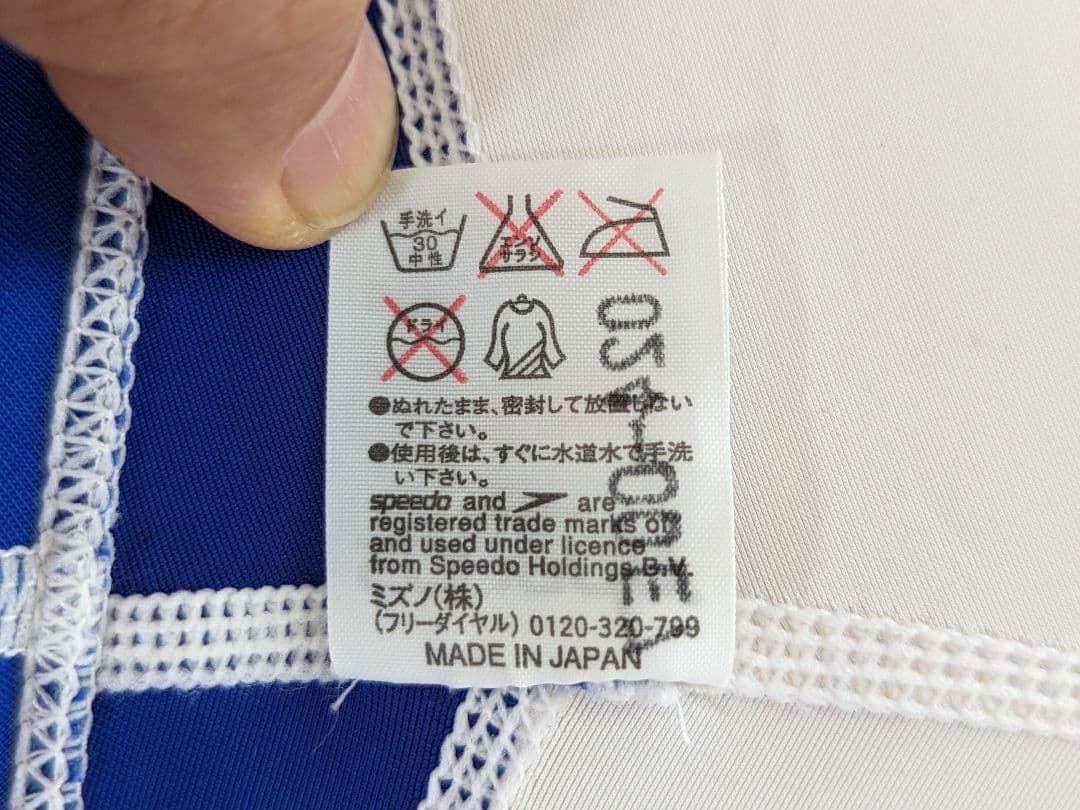 手洗イ
30
中性
エンソ
サラシ
ドライ
●ぬれたまま、密封して放置しない
で下さい。
●使用後は、すぐに水道水で手洗
い下さい。
speedo and are
registered trade marks of
and used under licence
from Speedo Holdings B.V.
ミズノ(株)
(フリーダイヤル) 0120-320-799
MADE IN JAPAN